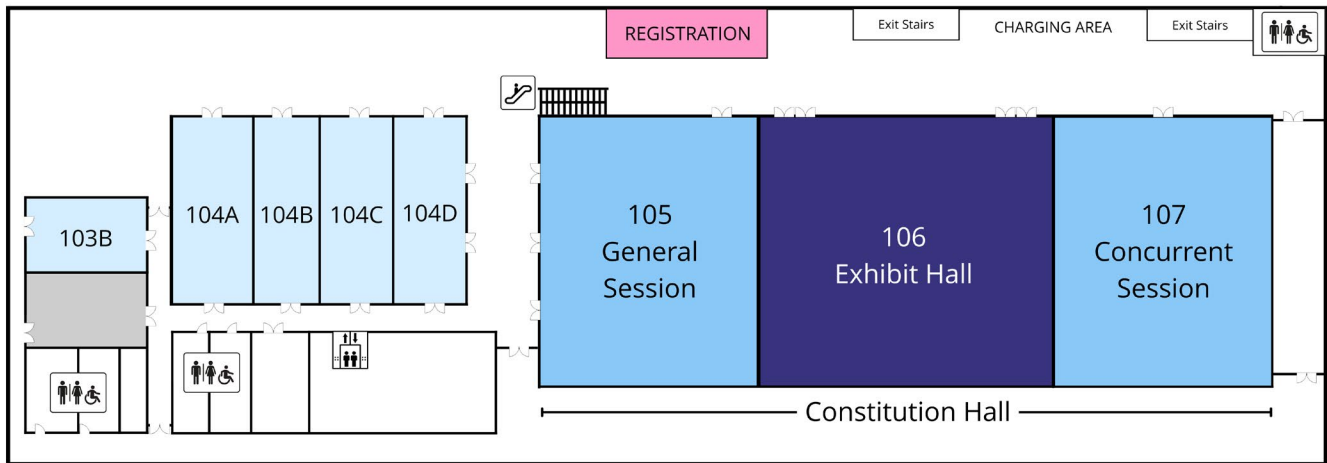 REGISTRATION
Exit Stairs
CHARGING AREA
Exit Stairs
103B
104A
104B
104C
104D
105
General
Session
106
Exhibit Hall
107
Concurrent
Session
Constitution Hall